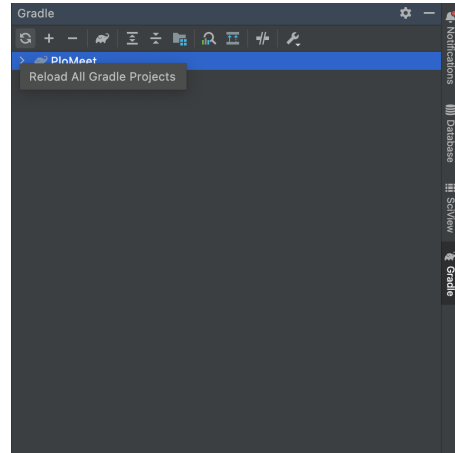 Gradle
PloMeet
Reload All Gradle Projects
Notifications
Database
SciView
Gradle